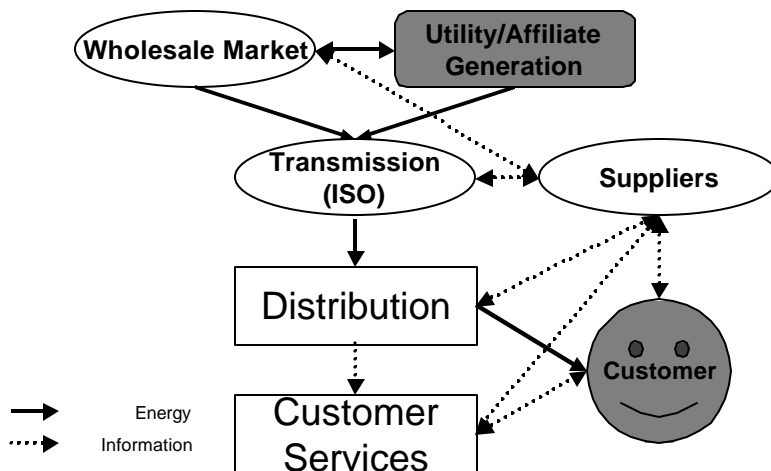 Wholesale Market
Utility/Affiliate
Generation
Transmission
(ISO)
Suppliers
Distribution
Customer
Customer
Services
Energy
Information